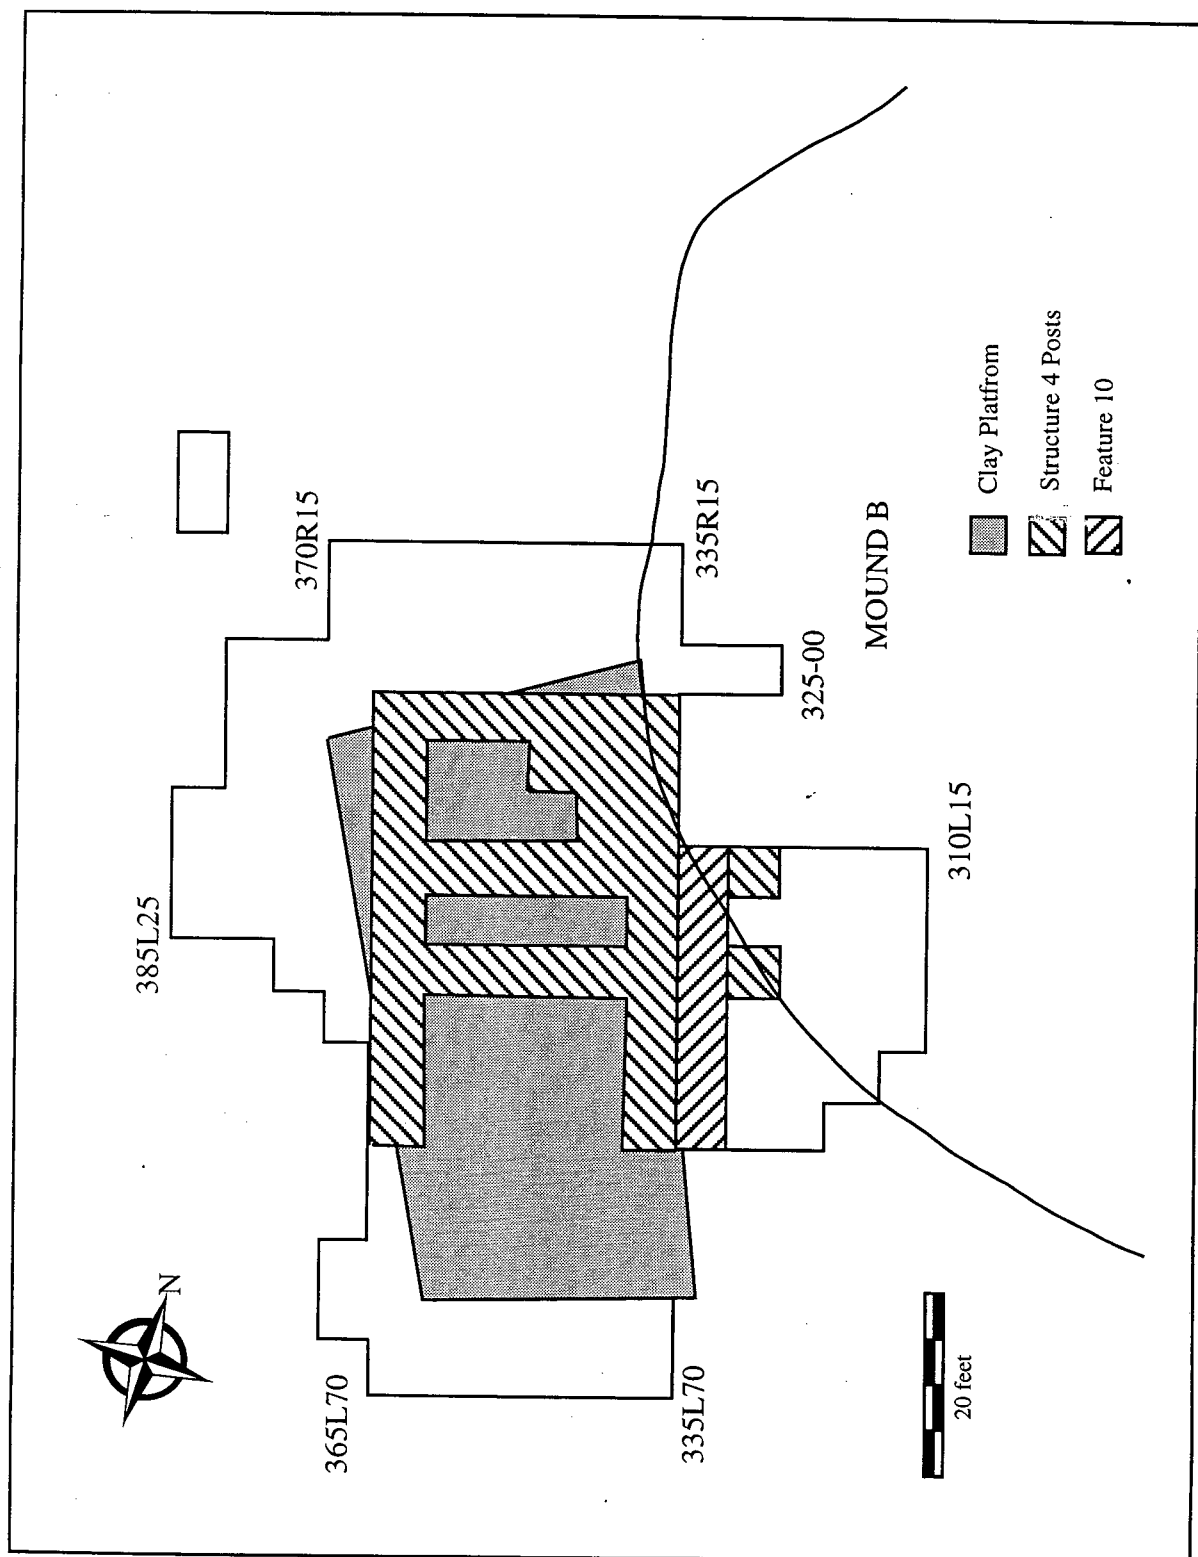 385L25
370R15
365L70
335L70
335R15
325-00
310L15
MOUND B
N
20 feet
Clay Platfrom
Structure 4 Posts
Feature 10